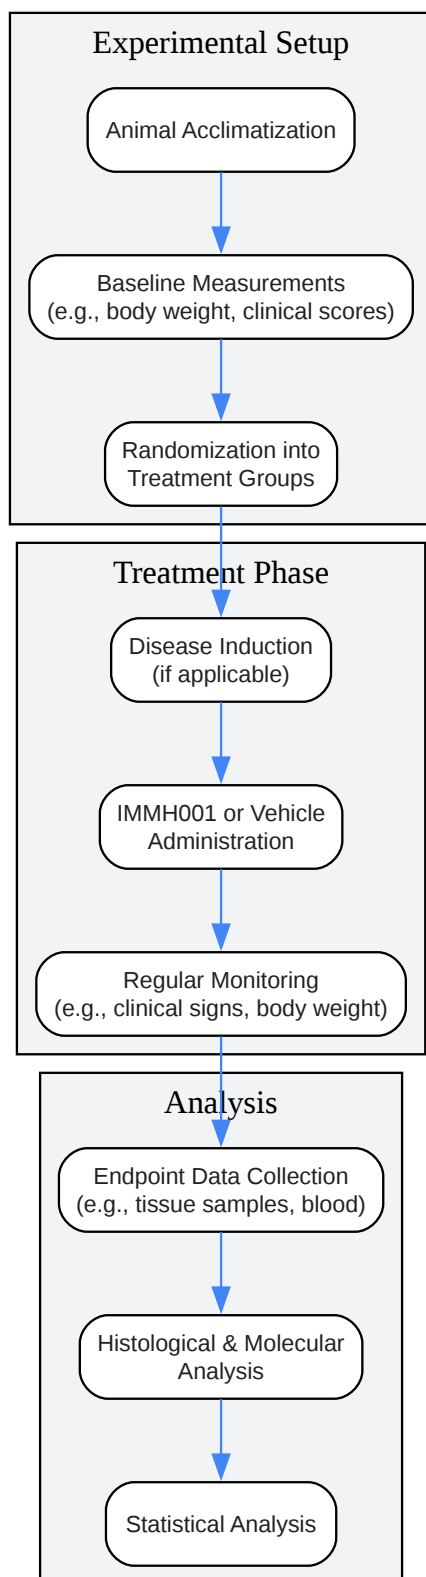 Experimental Setup
Animal Acclimatization
Baseline Measurements
(e.g., body weight, clinical scores)
Randomization into
Treatment Groups
Treatment Phase
Disease Induction
(if applicable)
IMMH001 or Vehicle
Administration
Regular Monitoring
(e.g., clinical signs, body weight)
Analysis
Endpoint Data Collection
(e.g., tissue samples, blood)
Histological & Molecular
Analysis
Statistical Analysis